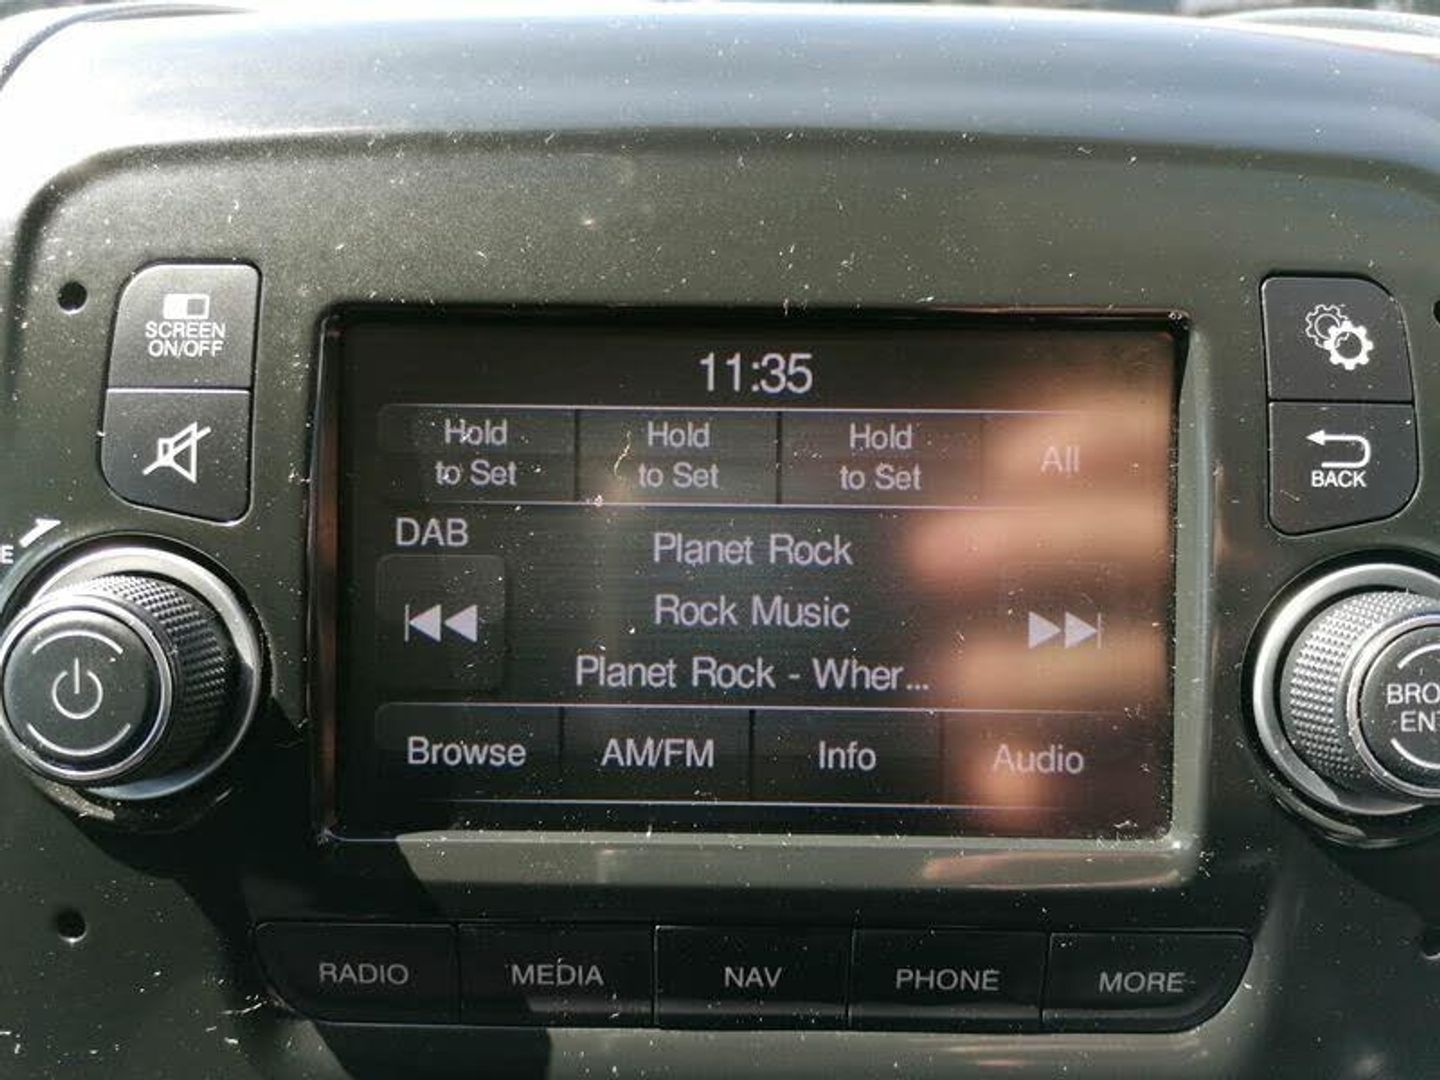 SCREEN
ON/OFF
11:35
Hold
to Set
Hold
to Set
Hold
to Set
All
BACK
DAB
Planet Rock
Rock Music
Planet Rock - Wher...
Browse
AM/FM
Info
Audio
RADIO
MEDIA
NAV
PHONE
MORE